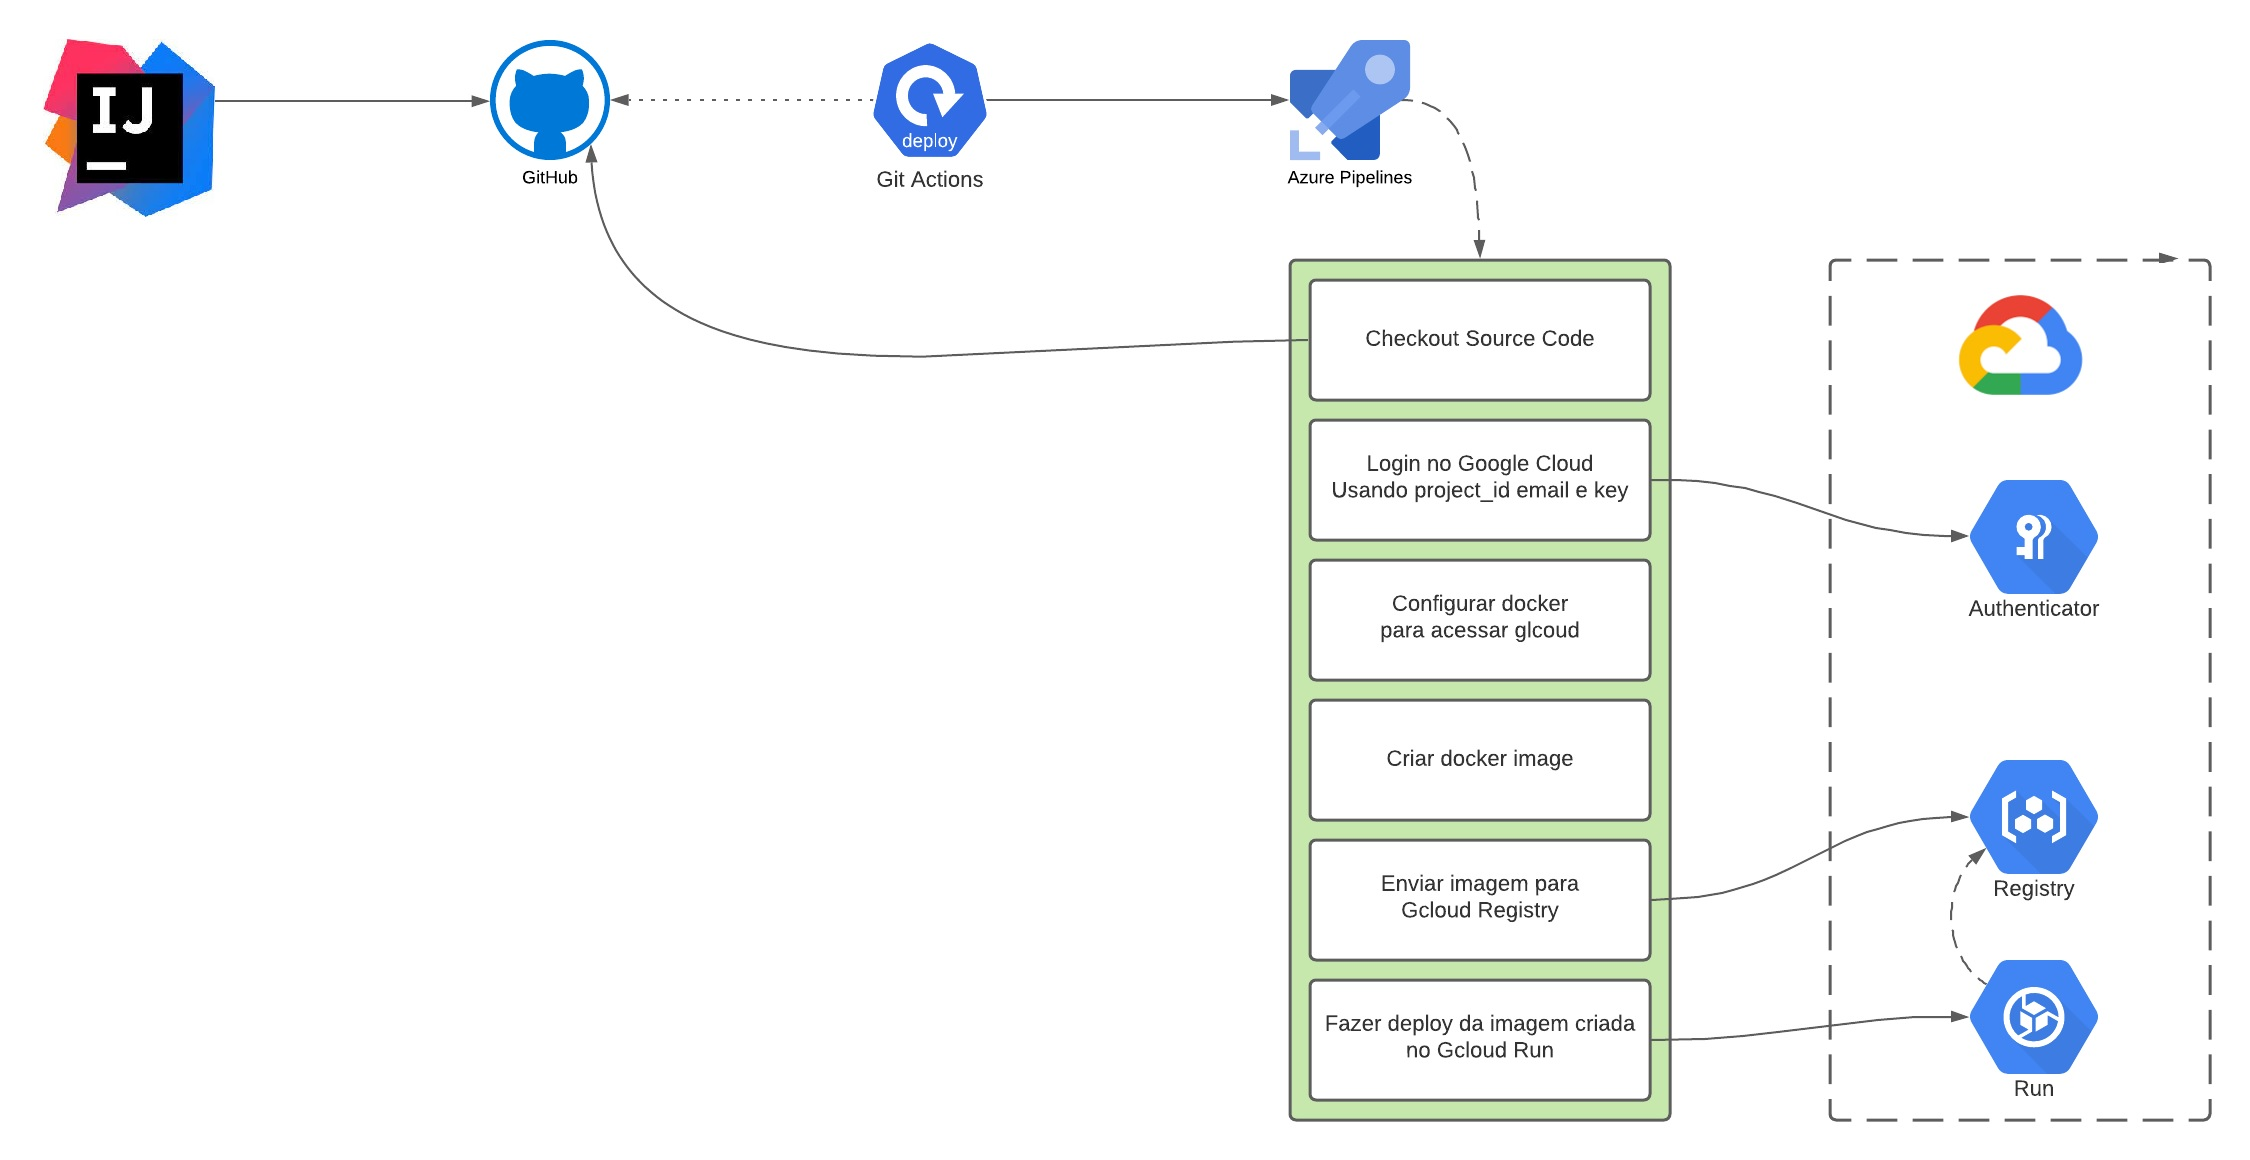 IJ
GitHub
deploy
Git Actions
Azure Pipelines
Checkout Source Code
Login no Google Cloud
Usando project_id email e key
Configurar docker
para acessar glcoud
Criar docker image
Enviar imagem para
Gcloud Registry
Fazer deploy da imagem criada
no Gcloud Run
Authenticator
Registry
Run